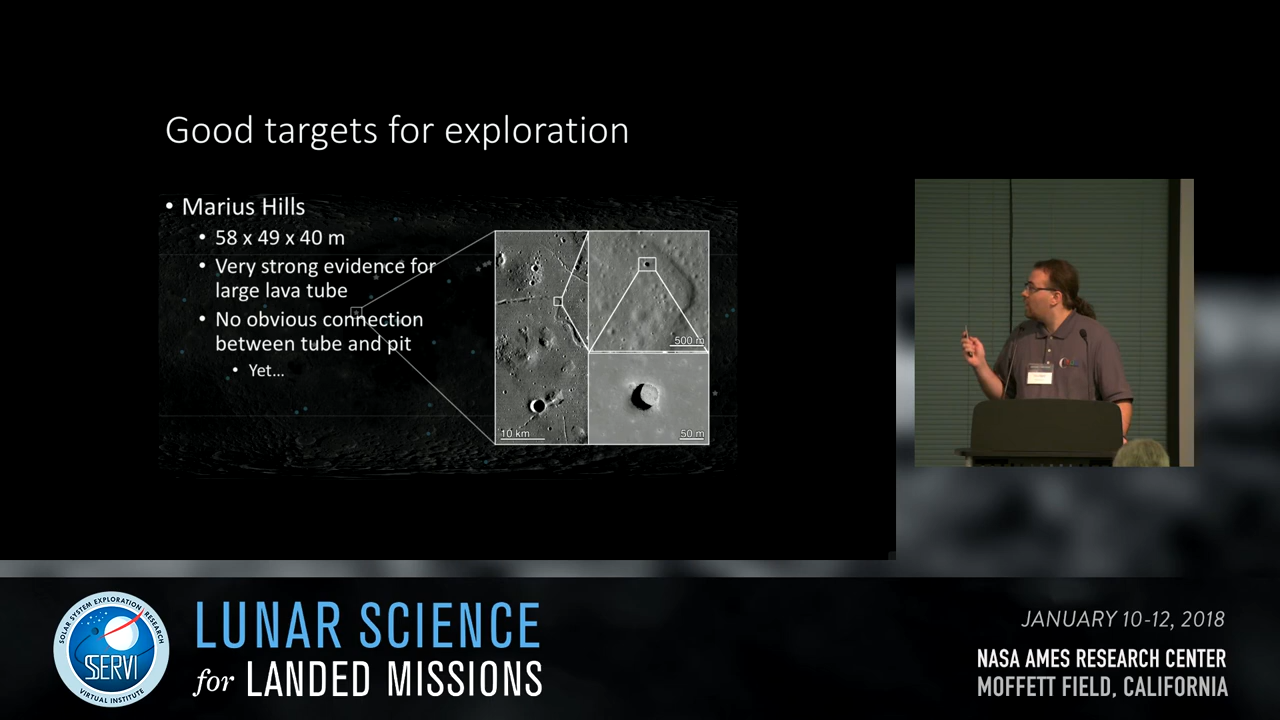 Good targets for exploration
• Marius Hills
• 58 x 49 x 40 m
• Very strong evidence for
large lava tube
• No obvious connection
between tube and pit
• Yet...
500 m
10 km
50 m
SOLAR SYSTEM EXPLORATION RESEARCH
SSERVI
VIRTUAL INSTITUTE
LUNAR SCIENCE
for LANDED MISSIONS
JANUARY 10-12, 2018
NASA AMES RESEARCH CENTER
MOFFETT FIELD, CALIFORNIA